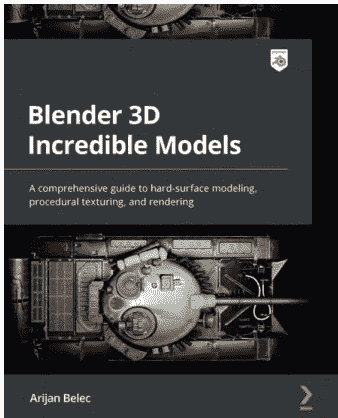 Blender 3D
Incredible Models
A comprehensive guide to hard-surface modeling,
procedural texturing, and rendering
Arijan Belec